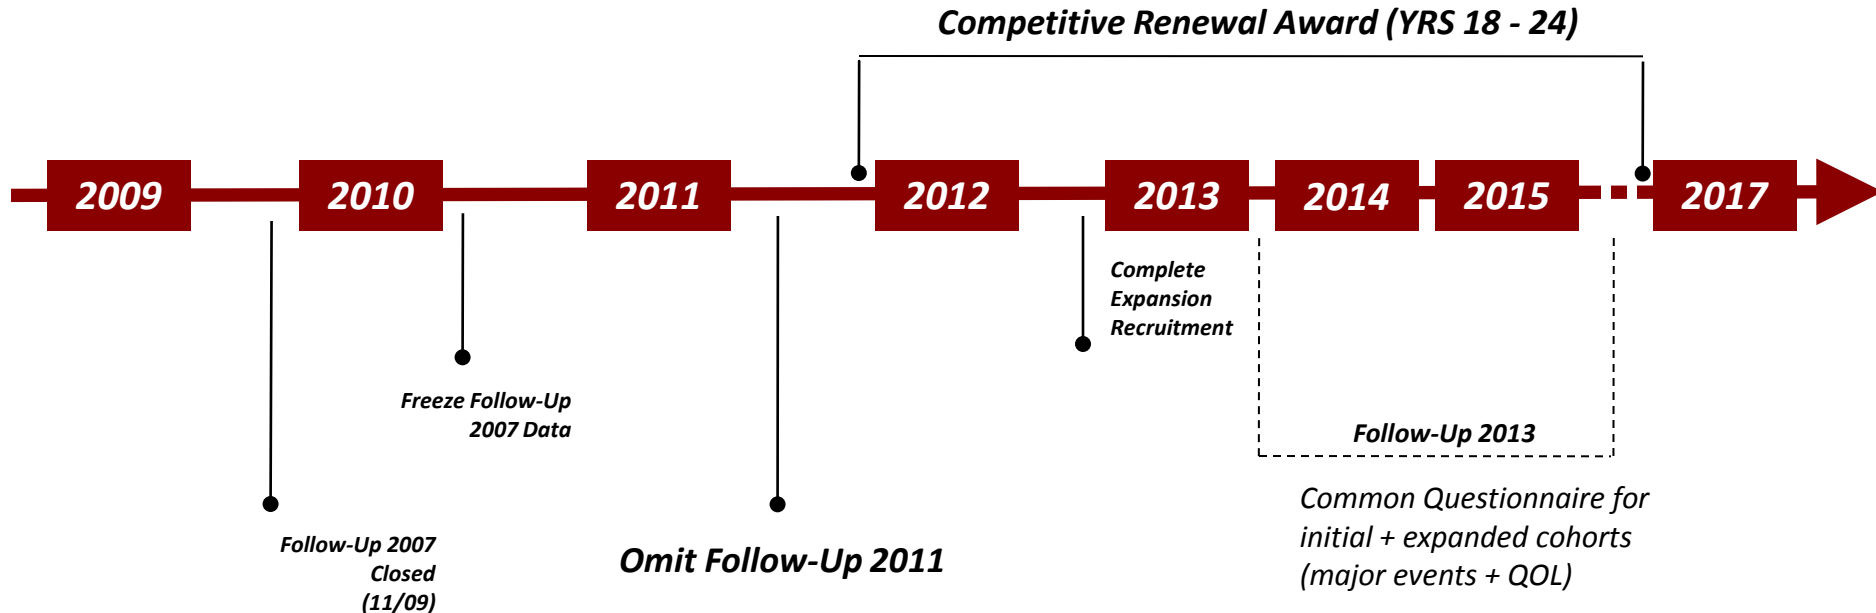 Competitive Renewal Award (YRS 18 - 24)
2009
2010
2011
2012
2013
2014
2015
2017
Complete
Expansion
Recruitment
Freeze Follow-Up
2007 Data
Follow-Up 2013
Follow-Up 2007
Closed
(11/09)
Omit Follow-Up 2011
Common Questionnaire for
initial + expanded cohorts
(major events + QOL)